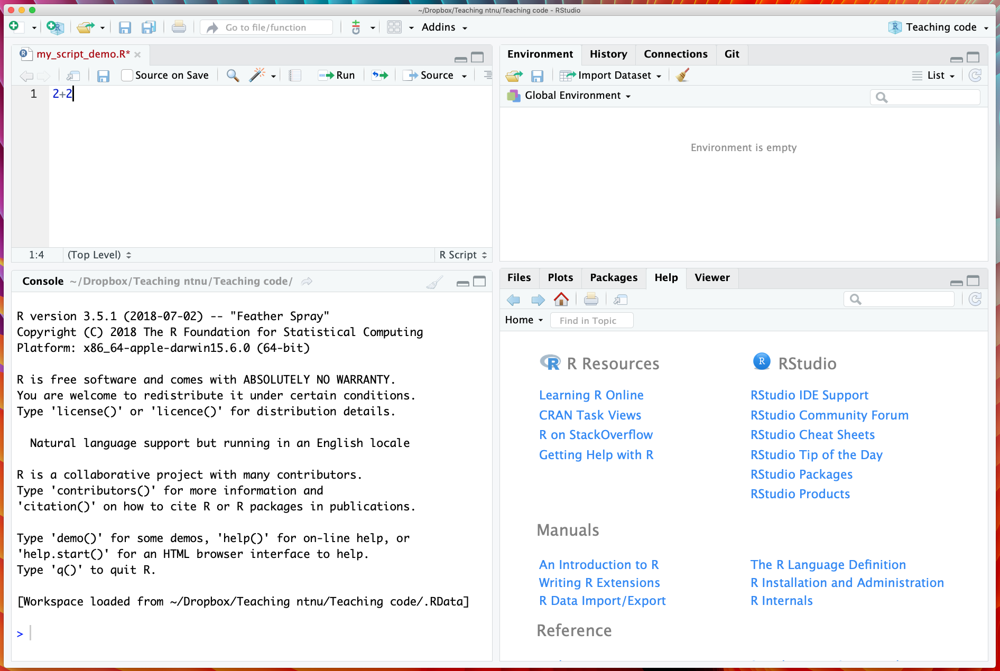 ~/Dropbox/Teaching ntnu/Teaching code - RStudio
Go to file/function
Addins
Teaching code
my_script_demo.R*
Source on Save
Run
Source
1 2+2
1:4 (Top Level) R Script
Console ~/Dropbox/Teaching ntnu/Teaching code/
R version 3.5.1 (2018-07-02) -- "Feather Spray"
Copyright (C) 2018 The R Foundation for Statistical Computing
Platform: x86_64-apple-darwin15.6.0 (64-bit)
R is free software and comes with ABSOLUTELY NO WARRANTY.
You are welcome to redistribute it under certain conditions.
Type 'license()' or 'licence()' for distribution details.
Natural language support but running in an English locale
R is a collaborative project with many contributors.
Type 'contributors()' for more information and
'citation()' on how to cite R or R packages in publications.
Type 'demo()' for some demos, 'help()' for on-line help, or
'help.start()' for an HTML browser interface to help.
Type 'q()' to quit R.
[Workspace loaded from ~/Dropbox/Teaching ntnu/Teaching code/.RData]
>
Environment History Connections Git
Import Dataset
List
Global Environment
Environment is empty
Files Plots Packages Help Viewer
Home Find in Topic
R Resources
Learning R Online
CRAN Task Views
R on StackOverflow
Getting Help with R
RStudio
RStudio IDE Support
RStudio Community Forum
RStudio Cheat Sheets
RStudio Tip of the Day
RStudio Packages
RStudio Products
Manuals
An Introduction to R
Writing R Extensions
R Data Import/Export
The R Language Definition
R Installation and Administration
R Internals
Reference